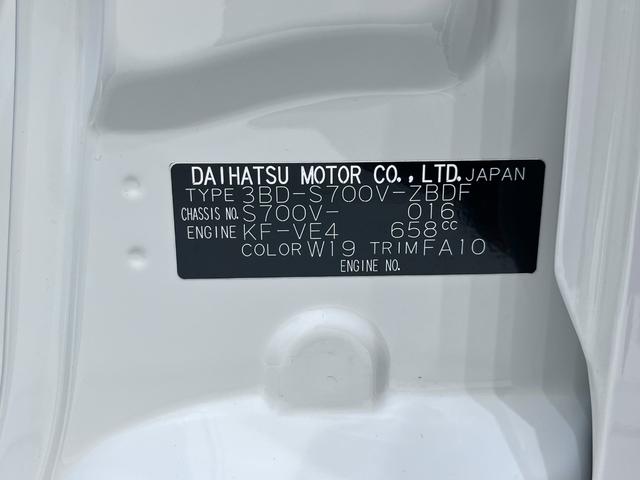 DAIHATSU MOTOR CO.,LTD. JAPAN
TYPE 3BD-S700V-ZBDF
CHASSIS NO. S700V- 016
ENGINE KF-VE4 658cc
COLOR W19 TRIM FA10
ENGINE NO.